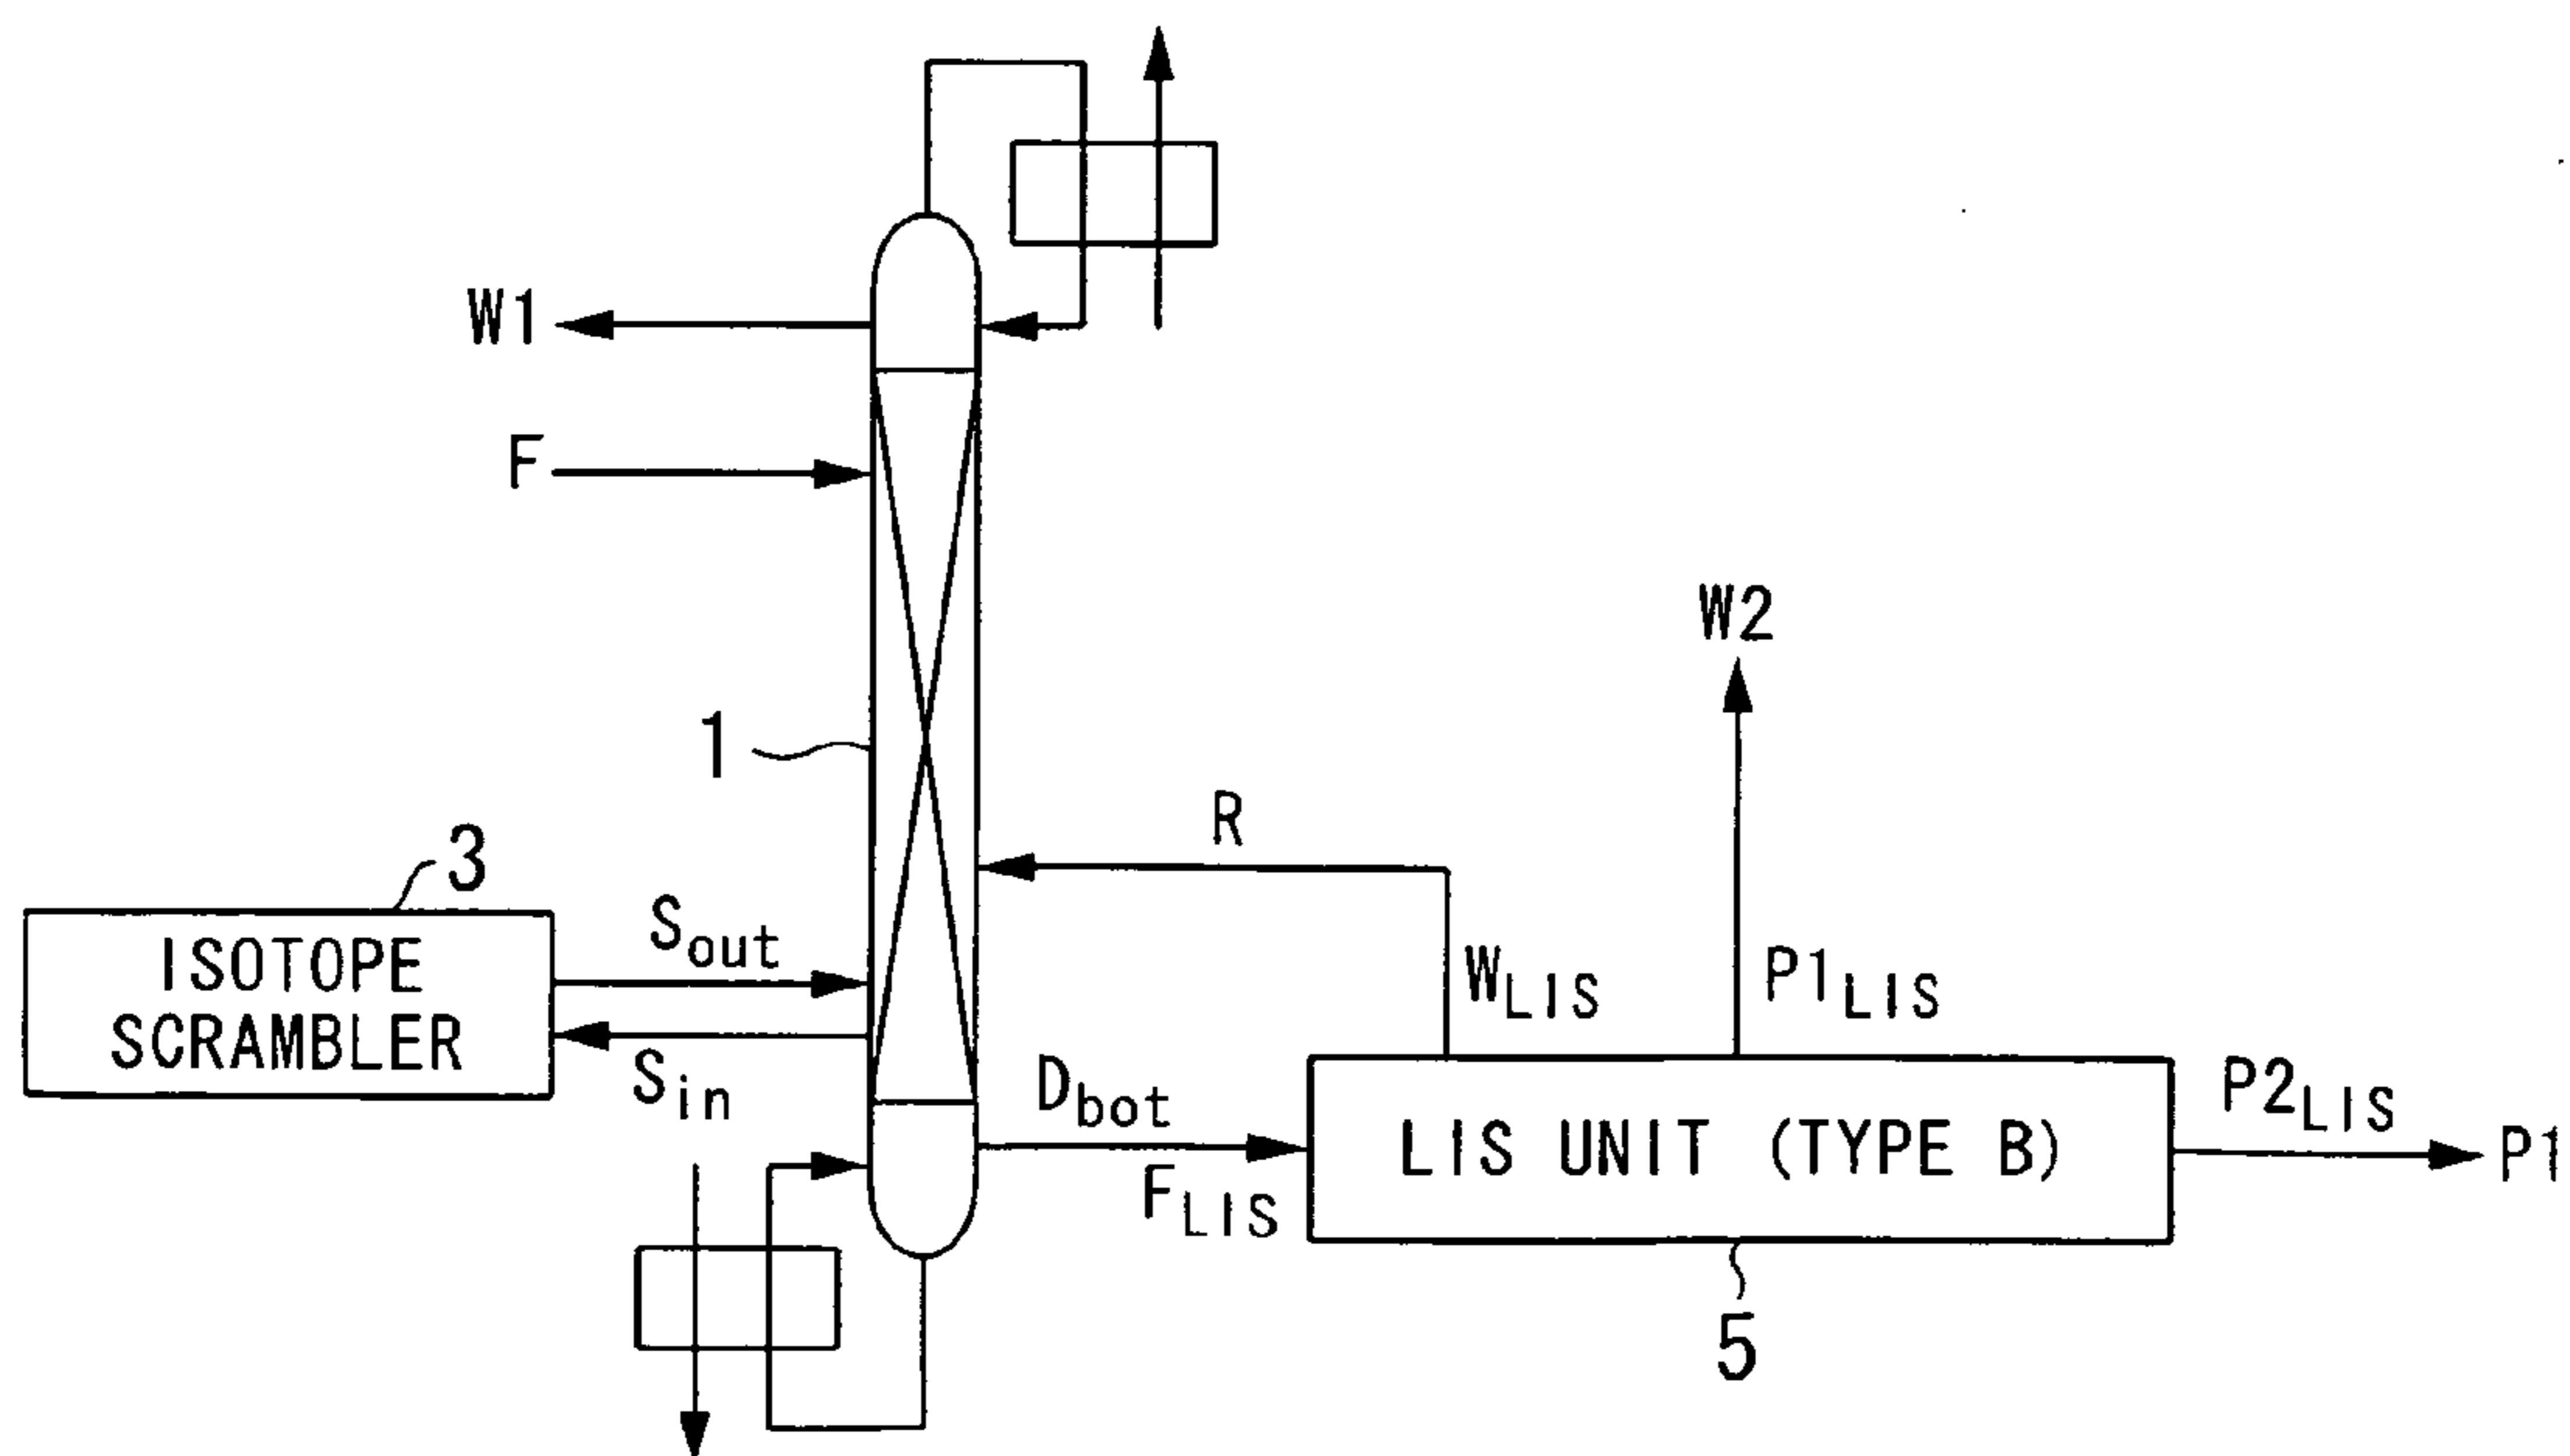 W1
F
W2
1
R
3
ISOTOPE
SCRAMBLER
Sout
Sin
WLIS
P1LIS
Dbot
FLIS
LIS UNIT (TYPE B)
P2LIS
P1
5